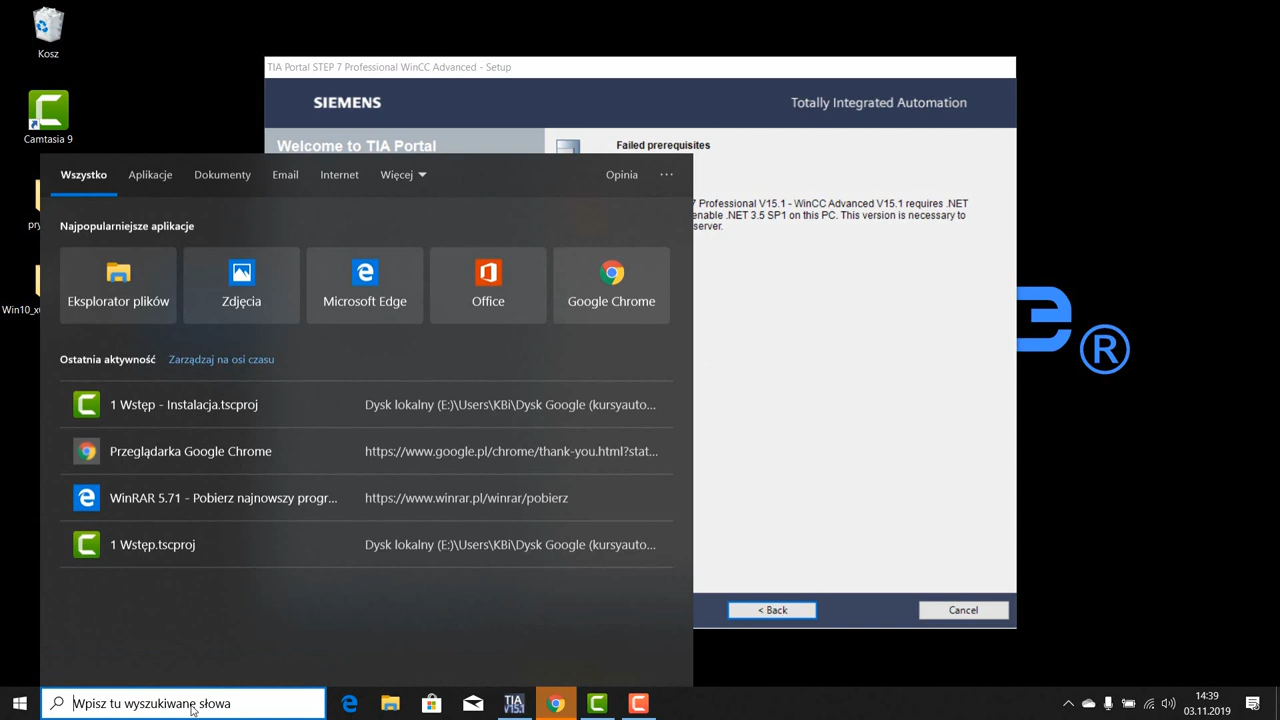 Kosz
Camtasia 9
pry
Win10_x
TIA Portal STEP 7 Professional WinCC Advanced - Setup
SIEMENS
Totally Integrated Automation
Welcome to TIA Portal
Failed prerequisites
7 Professional V15.1 - WinCC Advanced V15.1 requires .NET
enable .NET 3.5 SP1 on this PC. This version is necessary to
server.
< Back
Cancel
Wszystko
Aplikacje
Dokumenty
Email
Internet
Więcej
Opinia
...
Najpopularniejsze aplikacje
Eksplorator plików
Zdjęcia
Microsoft Edge
Office
Google Chrome
Ostatnia aktywność
Zarządzaj na osi czasu
1 Wstęp - Instalacja.tscproj
Dysk lokalny (E:)\Users\KBi\Dysk Google (kursyauto...
Przeglądarka Google Chrome
https://www.google.pl/chrome/thank-you.html?stat...
WinRAR 5.71 - Pobierz najnowszy progr...
https://www.winrar.pl/winrar/pobierz
1 Wstęp.tscproj
Dysk lokalny (E:)\Users\KBi\Dysk Google (kursyauto...
e®
Wpisz tu wyszukiwane słowa
TIA
14:39
03.11.2019